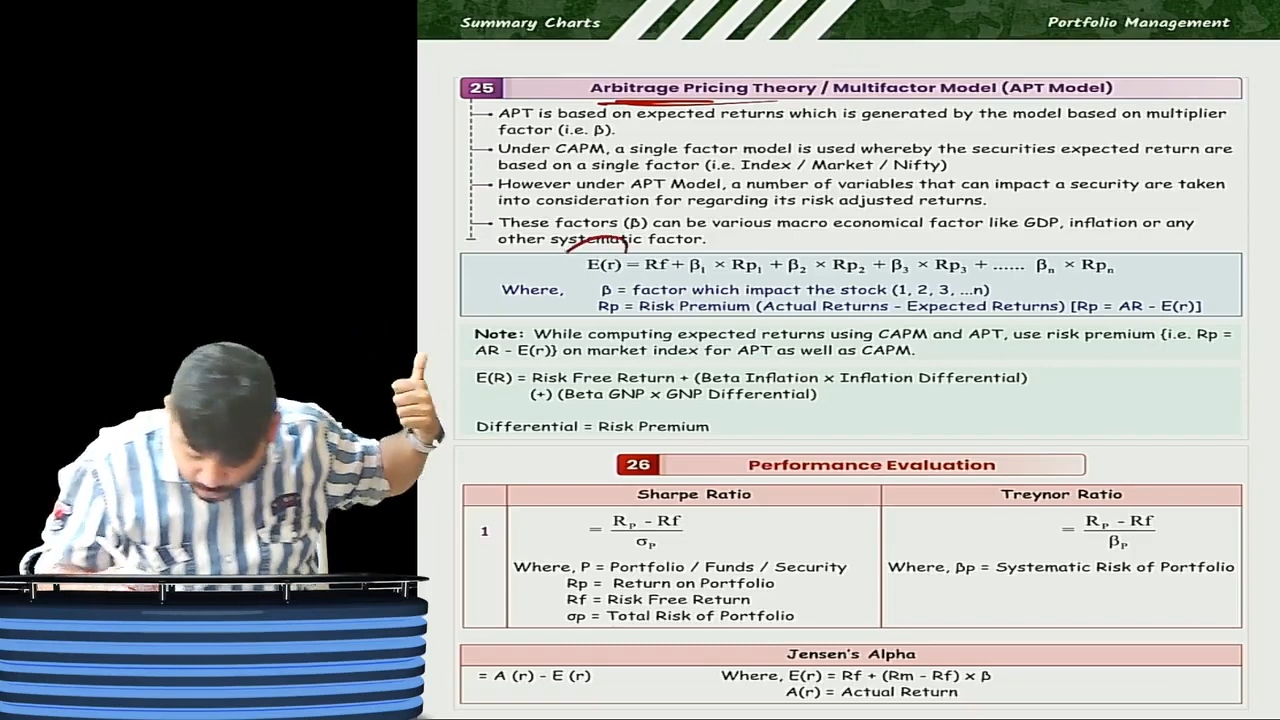 Summary Charts
Portfolio Management
25
Arbitrage Pricing Theory / Multifactor Model (APT Model)
APT is based on expected returns which is generated by the model based on multiplier
factor (i.e. β).
Under CAPM, a single factor model is used whereby the securities expected return are
based on a single factor (i.e. Index / Market / Nifty)
However under APT Model, a number of variables that can impact a security are taken
into consideration for regarding its risk adjusted returns.
These factors (β) can be various macro economical factor like GDP, inflation or any
other systematic factor.
E(r) = Rf + β₁ × Rp₁ + β₂ × Rp₂ + β₃ × Rp₃ + ...... βₙ × Rpₙ
Where, β = factor which impact the stock (1, 2, 3, ...n)
Rp = Risk Premium (Actual Returns - Expected Returns) [Rp = AR - E(r)]
Note: While computing expected returns using CAPM and APT, use risk premium {i.e. Rp =
AR - E(r)} on market index for APT as well as CAPM.
E(R) = Risk Free Return + (Beta Inflation x Inflation Differential)
(+) (Beta GNP x GNP Differential)
Differential = Risk Premium
26
Performance Evaluation
Sharpe Ratio
Treynor Ratio
1
= Rₚ - Rf / σₚ
= Rₚ - Rf / βₚ
Where, P = Portfolio / Funds / Security
Where, βp = Systematic Risk of Portfolio
Rp = Return on Portfolio
Rf = Risk Free Return
σp = Total Risk of Portfolio
Jensen's Alpha
= A (r) - E (r)
Where, E(r) = Rf + (Rm - Rf) × β
A(r) = Actual Return